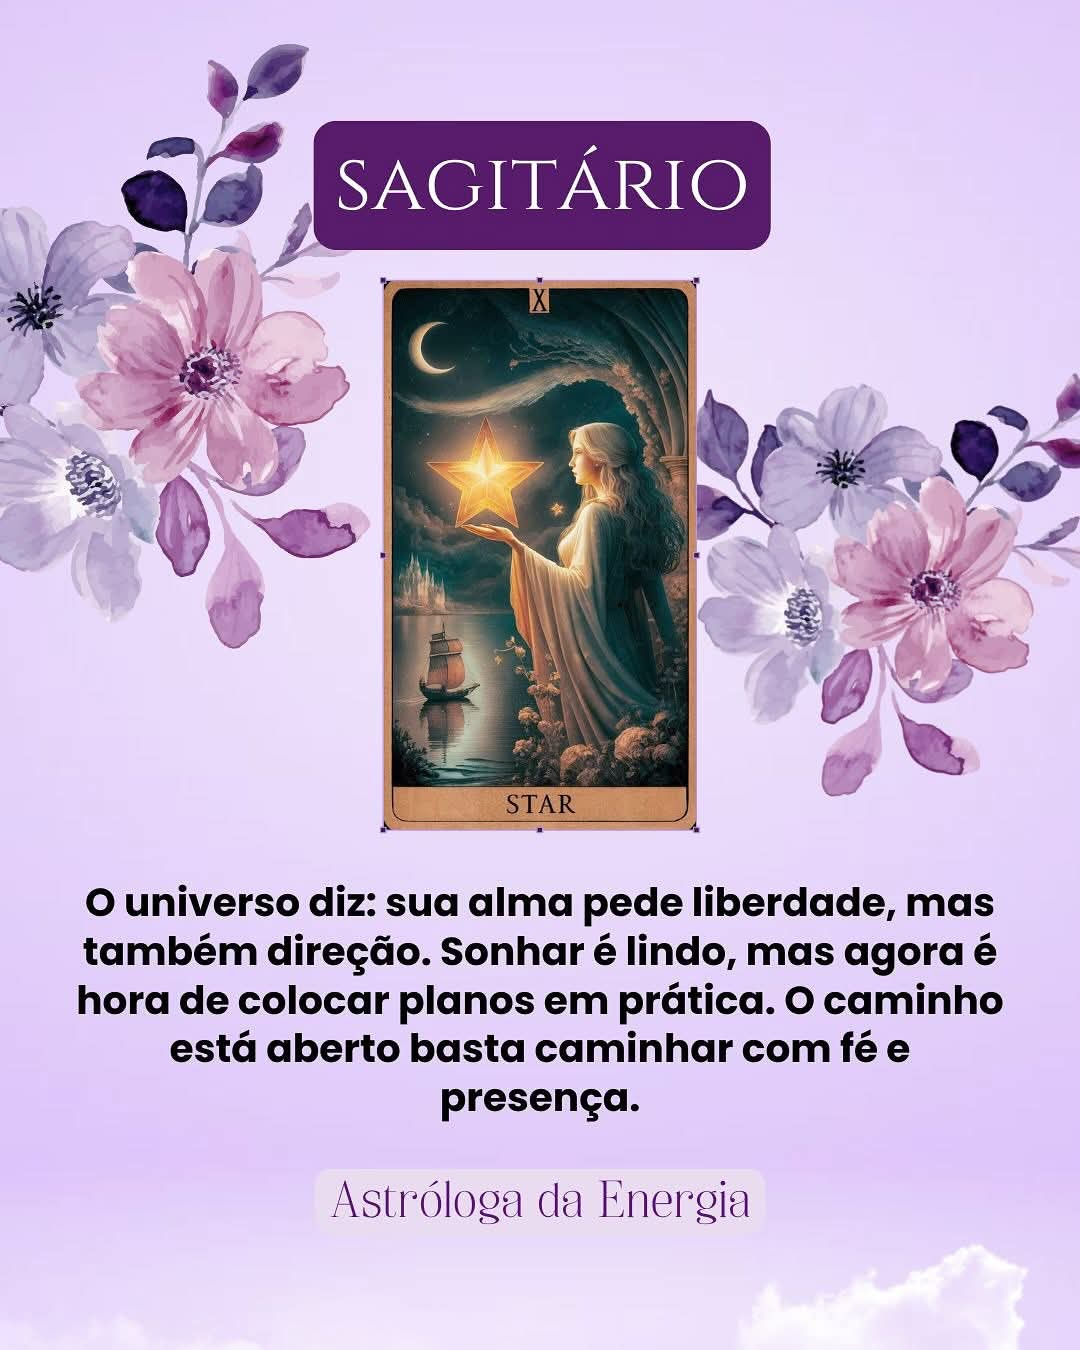 SAGITÁRIO
X
STAR
O universo diz: sua alma pede liberdade, mas
também direção. Sonhar é lindo, mas agora é
hora de colocar planos em prática. O caminho
está aberto basta caminhar com fé e
presença.
Astróloga da Energia